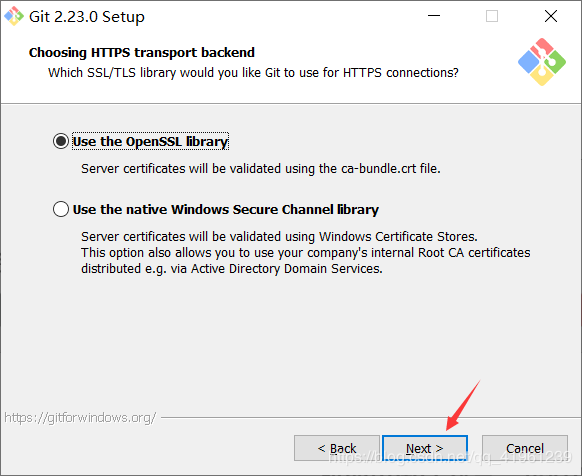 Git 2.23.0 Setup
Choosing HTTPS transport backend
Which SSL/TLS library would you like Git to use for HTTPS connections?
Use the OpenSSL library
Server certificates will be validated using the ca-bundle.crt file.
Use the native Windows Secure Channel library
Server certificates will be validated using Windows Certificate Stores.
This option also allows you to use your company's internal Root CA certificates
distributed e.g. via Active Directory Domain Services.
https://gitforwindows.org/
< Back
Next >
Cancel